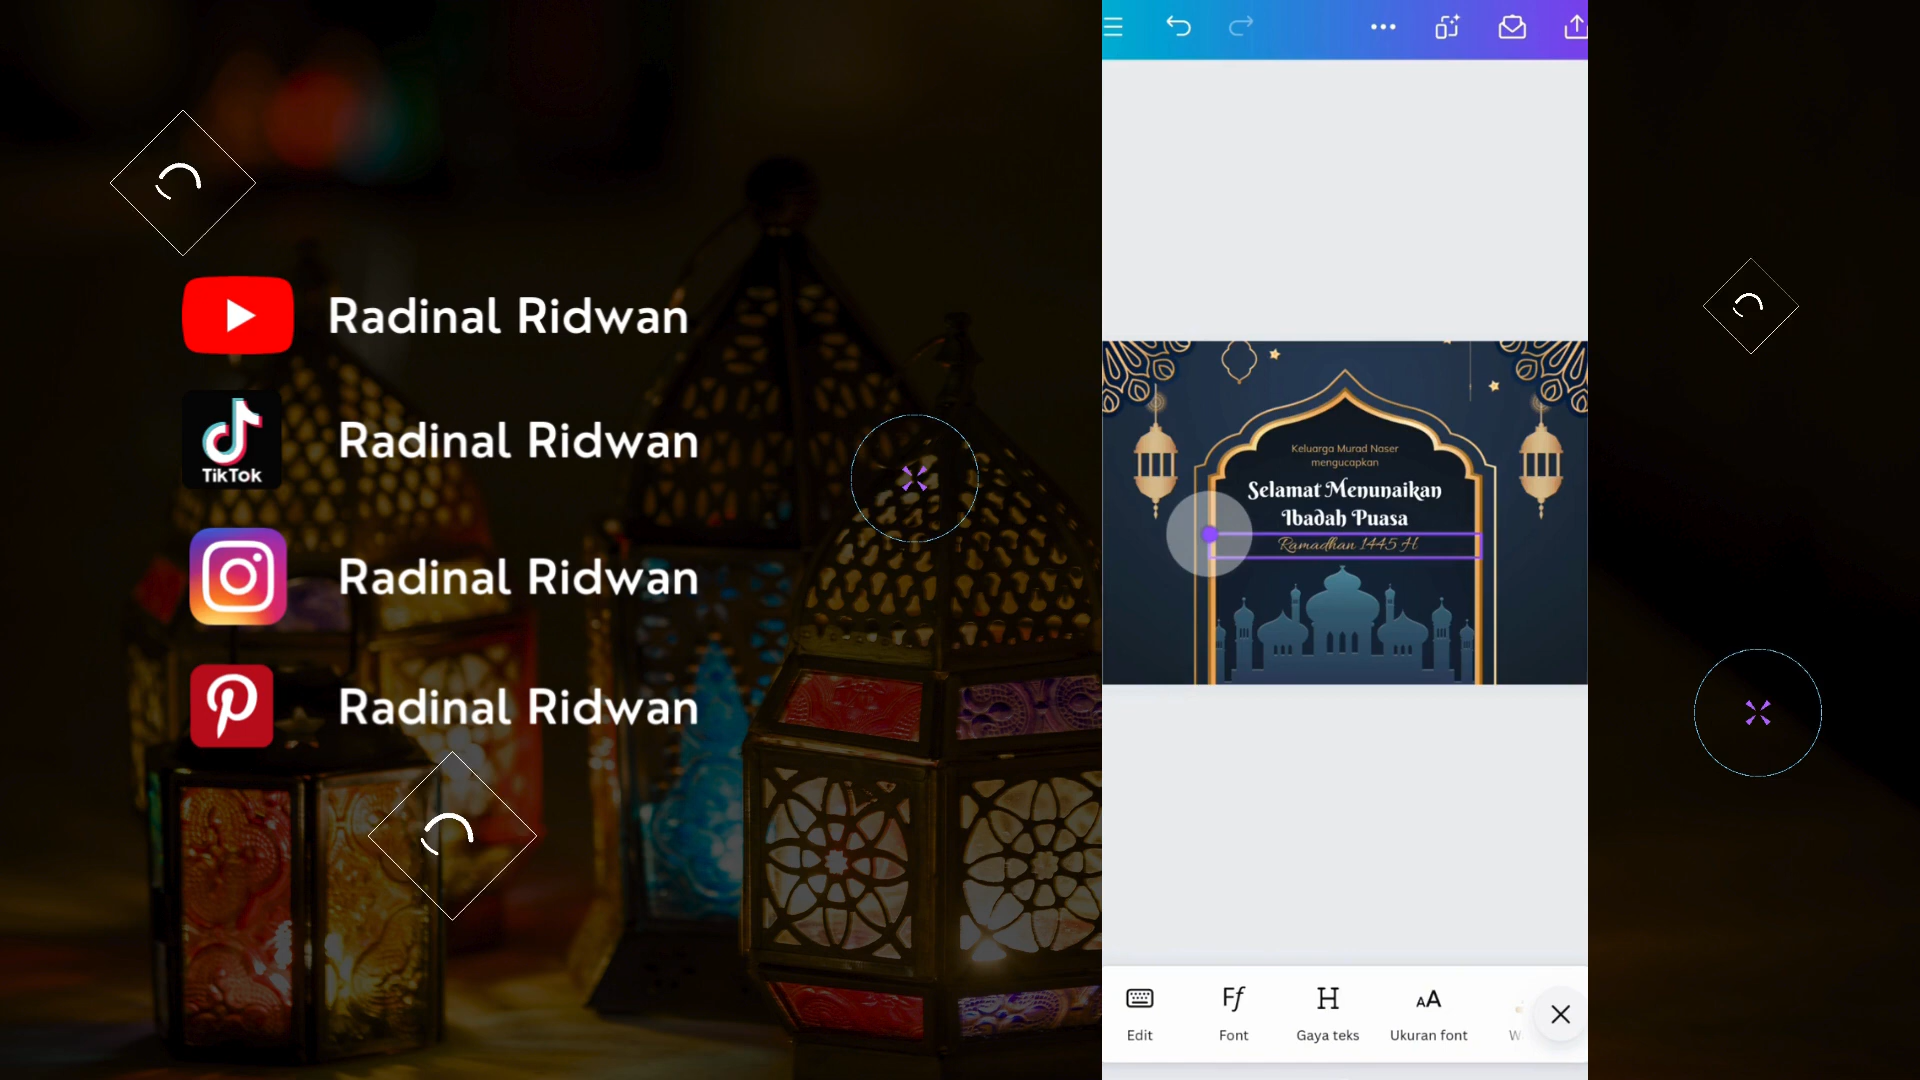 Radinal Ridwan
TikTok
Radinal Ridwan
Radinal Ridwan
Radinal Ridwan
Keluarga Murad Naser
mengucapkan
Selamat Menunaikan
Ibadah Puasa
Ramadhan 1445 H
Edit
Font
Gaya teks
Ukuran font